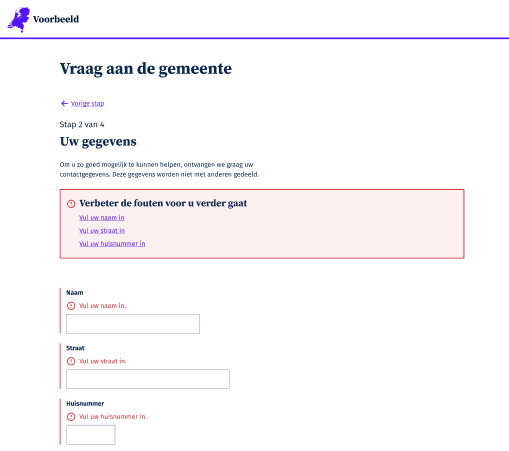 Voorbeeld
Vraag aan de gemeente
Vorige stap
Stap 2 van 4
Uw gegevens
Om u zo goed mogelijk te kunnen helpen, ontvangen we graag uw
contactgegevens. Deze gegevens worden niet met anderen gedeeld.
Verbeter de fouten voor u verder gaat
Vul uw naam in
Vul uw straat in
Vul uw huisnummer in
Naam
Vul uw naam in.
Straat
Vul uw straat in.
Huisnummer
Vul uw huisnummer in.